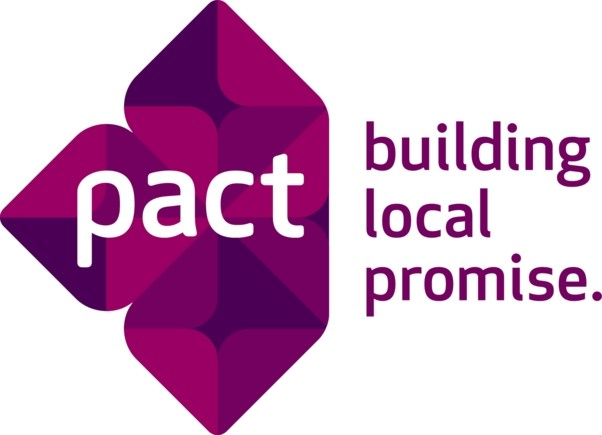 pact
building
local
promise.